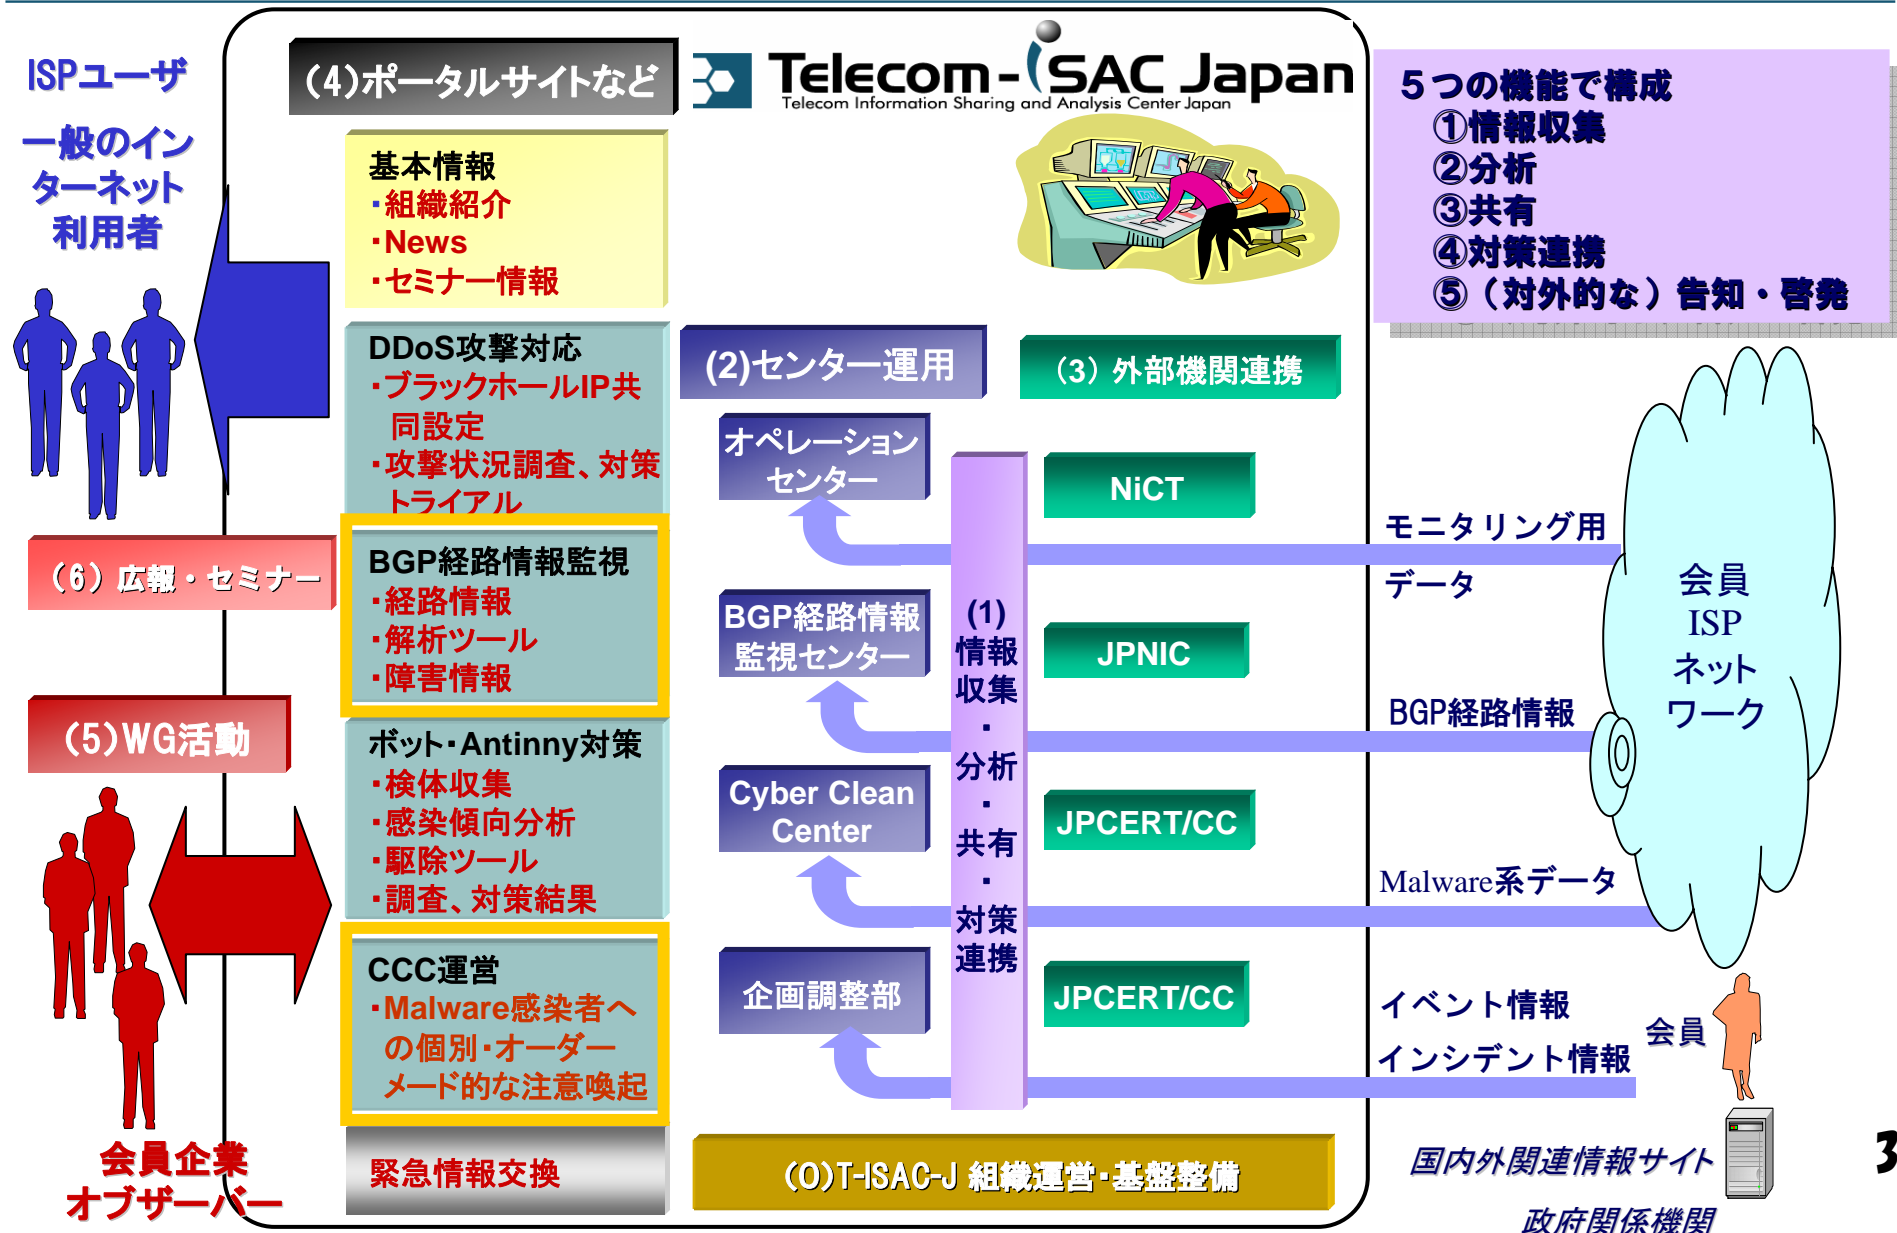 ISPユーザ
一般のイン
ターネット
利用者
(4)ポータルサイトなど
Telecom-iSAC Japan
Telecom Information Sharing and Analysis Center Japan
5つの機能で構成
①情報収集
②分析
③共有
④対策連携
⑤（対外的な）告知・啓発
基本情報
・組織紹介
・News
・セミナー情報
DDoS攻撃対応
・ブラックホールIP共
同設定
・攻撃状況調査、対策
トライアル
BGP経路情報監視
・経路情報
・解析ツール
・障害情報
ボット・Antinny対策
・検体収集
・感染傾向分析
・駆除ツール
・調査、対策結果
CCC運営
・Malware感染者へ
の個別・オーダー
メード的な注意喚起
緊急情報交換
(6) 広報・セミナー
(5)WG活動
会員企業
オブザーバー
(2)センター運用
オペレーション
センター
BGP経路情報
監視センター
Cyber Clean
Center
企画調整部
(1)
情報
収集
・
分析
・
共有
・
対策
連携
(3) 外部機関連携
NiCT
JPNIC
JPCERT/CC
JPCERT/CC
(0)T-ISAC-J 組織運営・基盤整備
モニタリング用
データ
BGP経路情報
Malware系データ
イベント情報
インシデント情報
会員
ISP
ネット
ワーク
会員
国内外関連情報サイト
政府関係機関
3